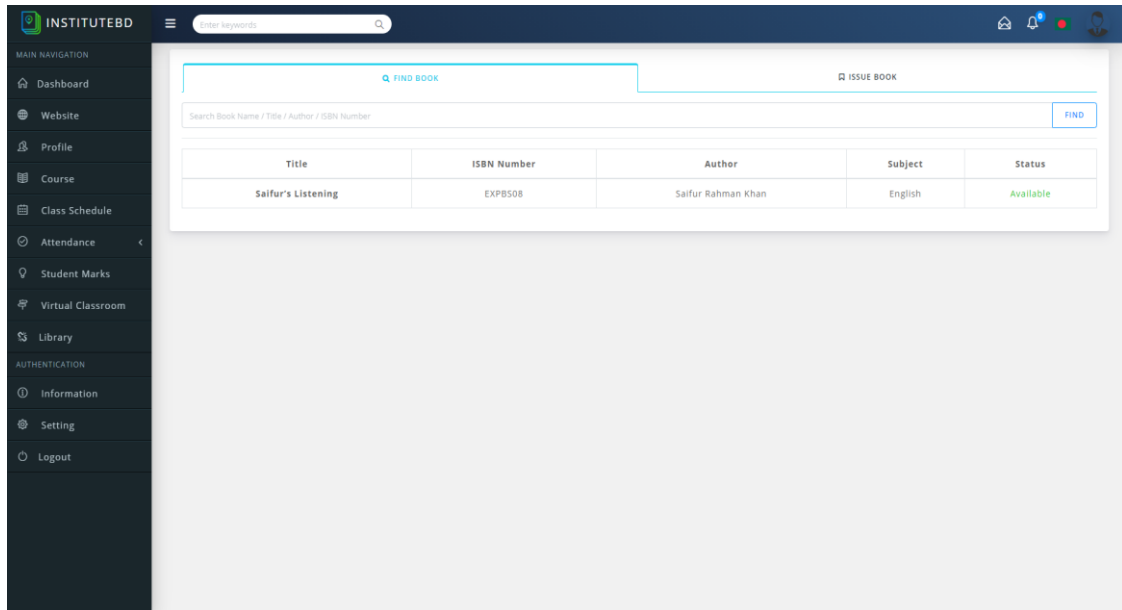 INSTITUTEBD
Enter keywords
0
MAIN NAVIGATION
Dashboard
Website
Profile
Course
Class Schedule
Attendance
Student Marks
Virtual Classroom
Library
AUTHENTICATION
Information
Setting
Logout
FIND BOOK ISSUE BOOK
Search Book Name / Title / Author / ISBN Number FIND
Title ISBN Number Author Subject Status
Saifur's Listening EXPBS08 Saifur Rahman Khan English Available